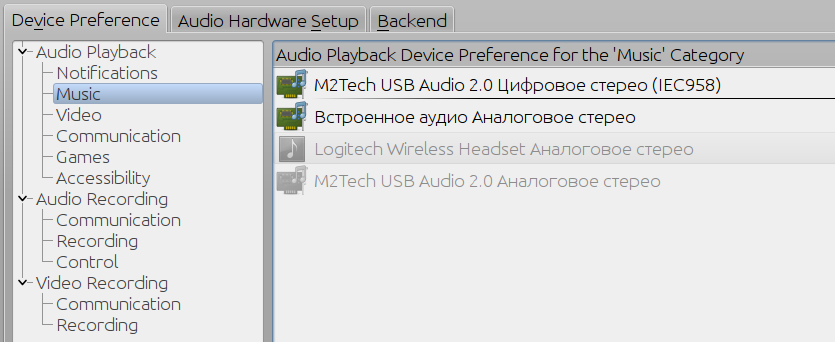 Device Preference Audio Hardware Setup Backend
Audio Playback
Notifications
Music
Video
Communication
Games
Accessibility
Audio Recording
Communication
Recording
Control
Video Recording
Communication
Recording
Audio Playback Device Preference for the 'Music' Category
M2Tech USB Audio 2.0 Цифровое стерео (IEC958)
Встроенное аудио Аналоговое стерео
Logitech Wireless Headset Аналоговое стерео
M2Tech USB Audio 2.0 Аналоговое стерео